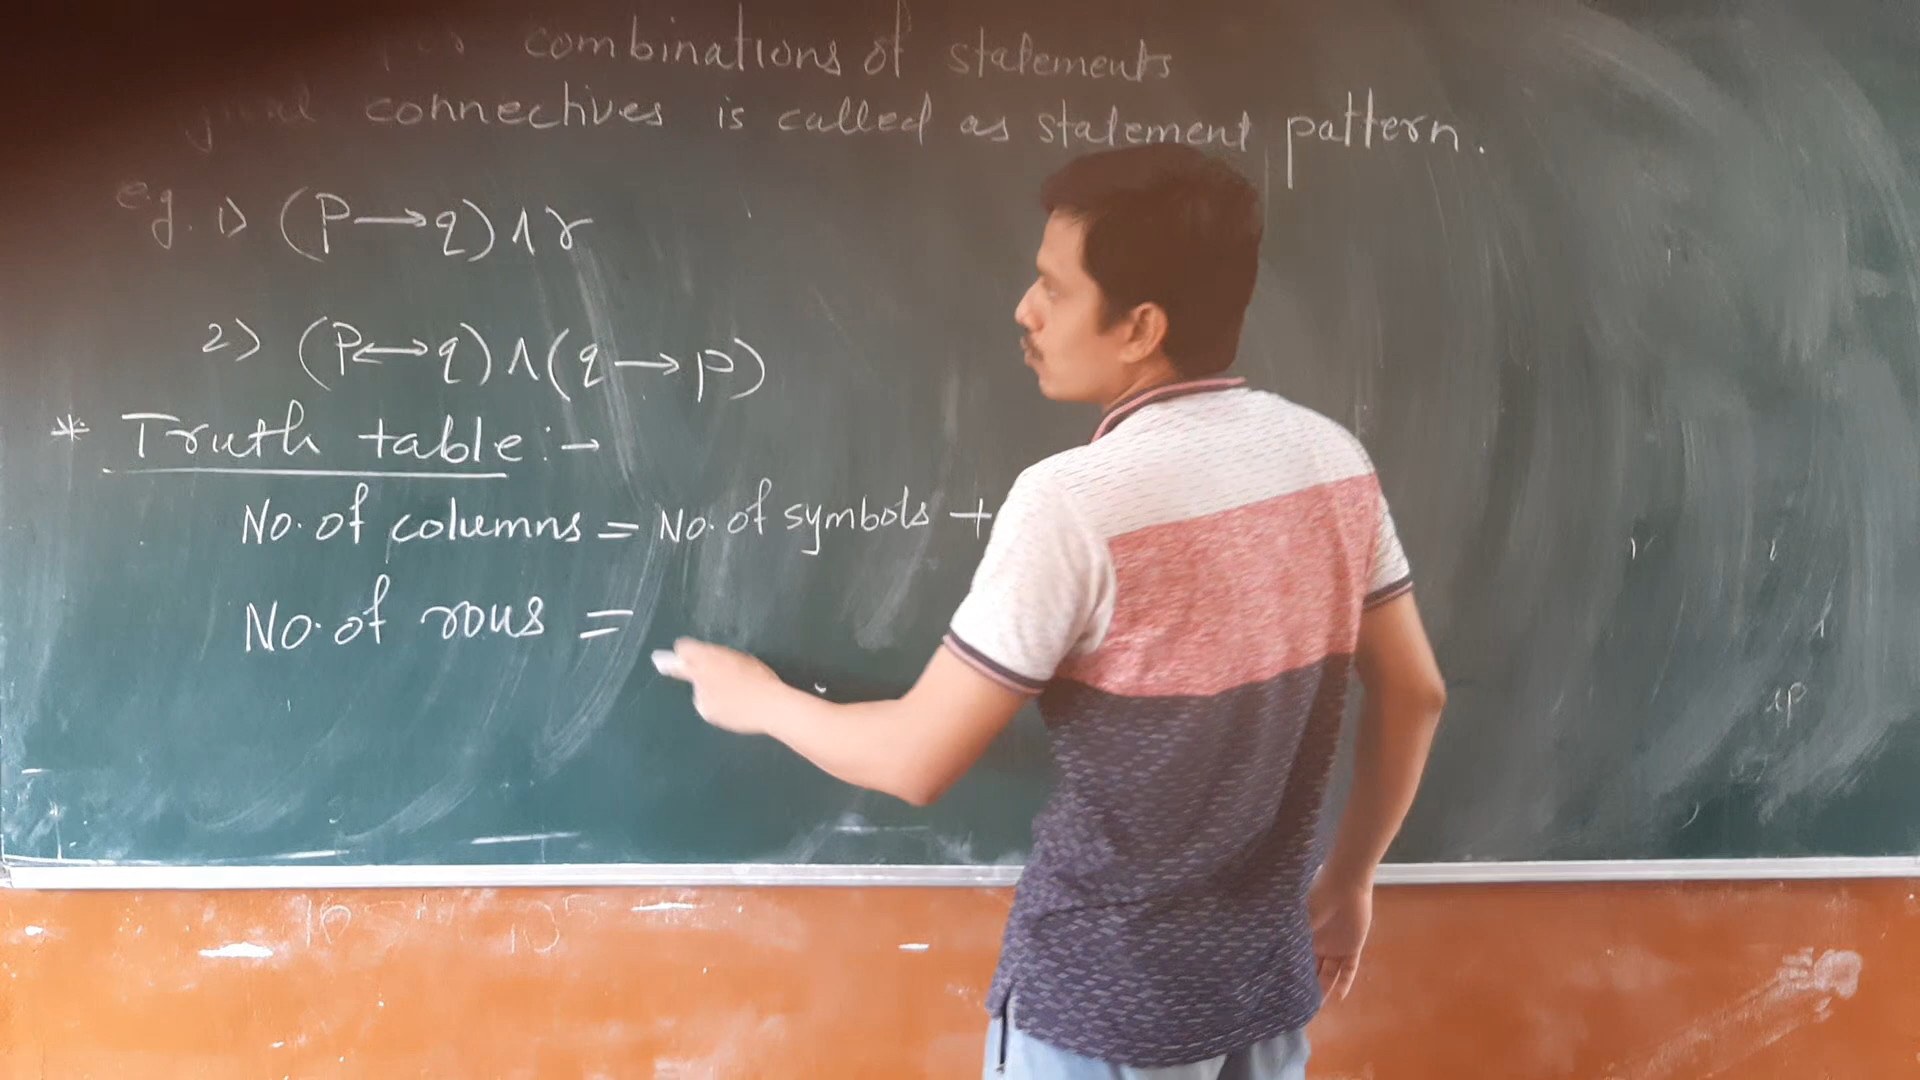 combinations of statements
connectives is called as statement pattern.
e.g. 1) (p→q)∧r
2) (p↔q)∧(q→p)
* Truth table:-
No. of columns = No. of symbols +
No. of rows =